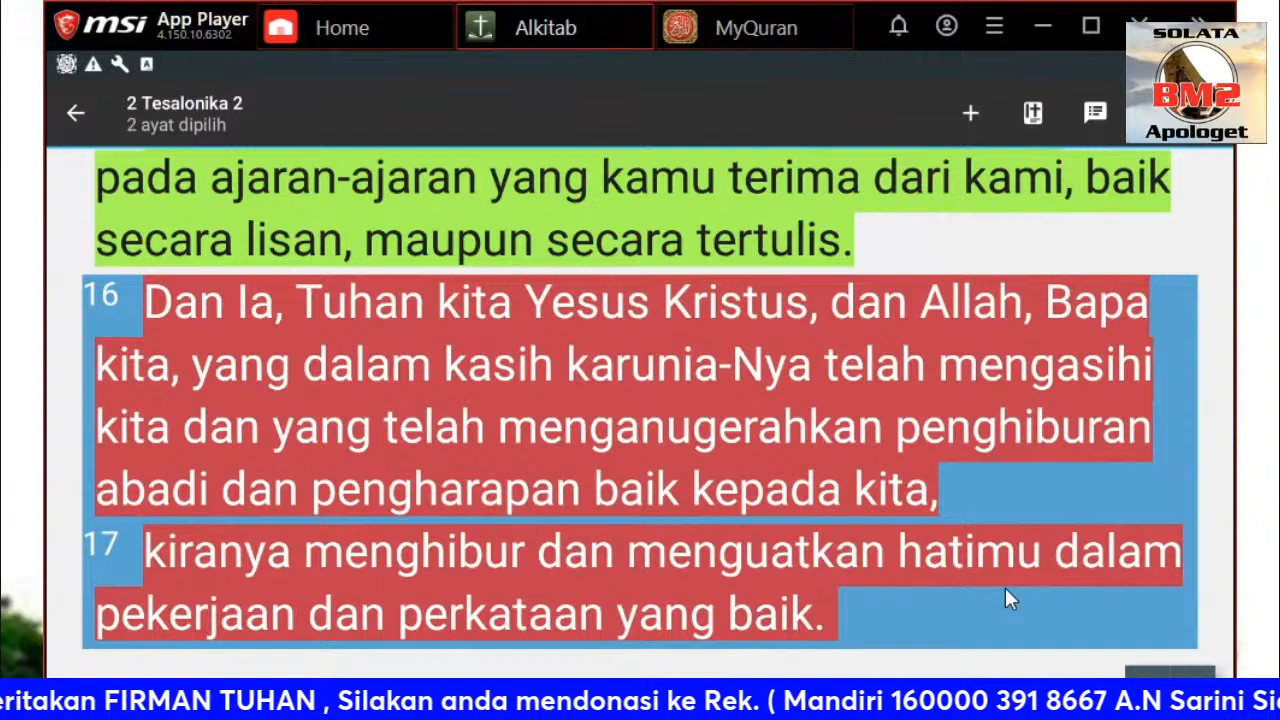 msi App Player
4.150.10.6302
Home
Alkitab
MyQuran
SOLATA
BM2
Apologet
2 Tesalonika 2
2 ayat dipilih
pada ajaran-ajaran yang kamu terima dari kami, baik
secara lisan, maupun secara tertulis.
16 Dan Ia, Tuhan kita Yesus Kristus, dan Allah, Bapa
kita, yang dalam kasih karunia-Nya telah mengasihi
kita dan yang telah menganugerahkan penghiburan
abadi dan pengharapan baik kepada kita,
17 kiranya menghibur dan menguatkan hatimu dalam
pekerjaan dan perkataan yang baik.
eritakan FIRMAN TUHAN , Silakan anda mendonasi ke Rek. ( Mandiri 160000 391 8667 A.N Sarini Si